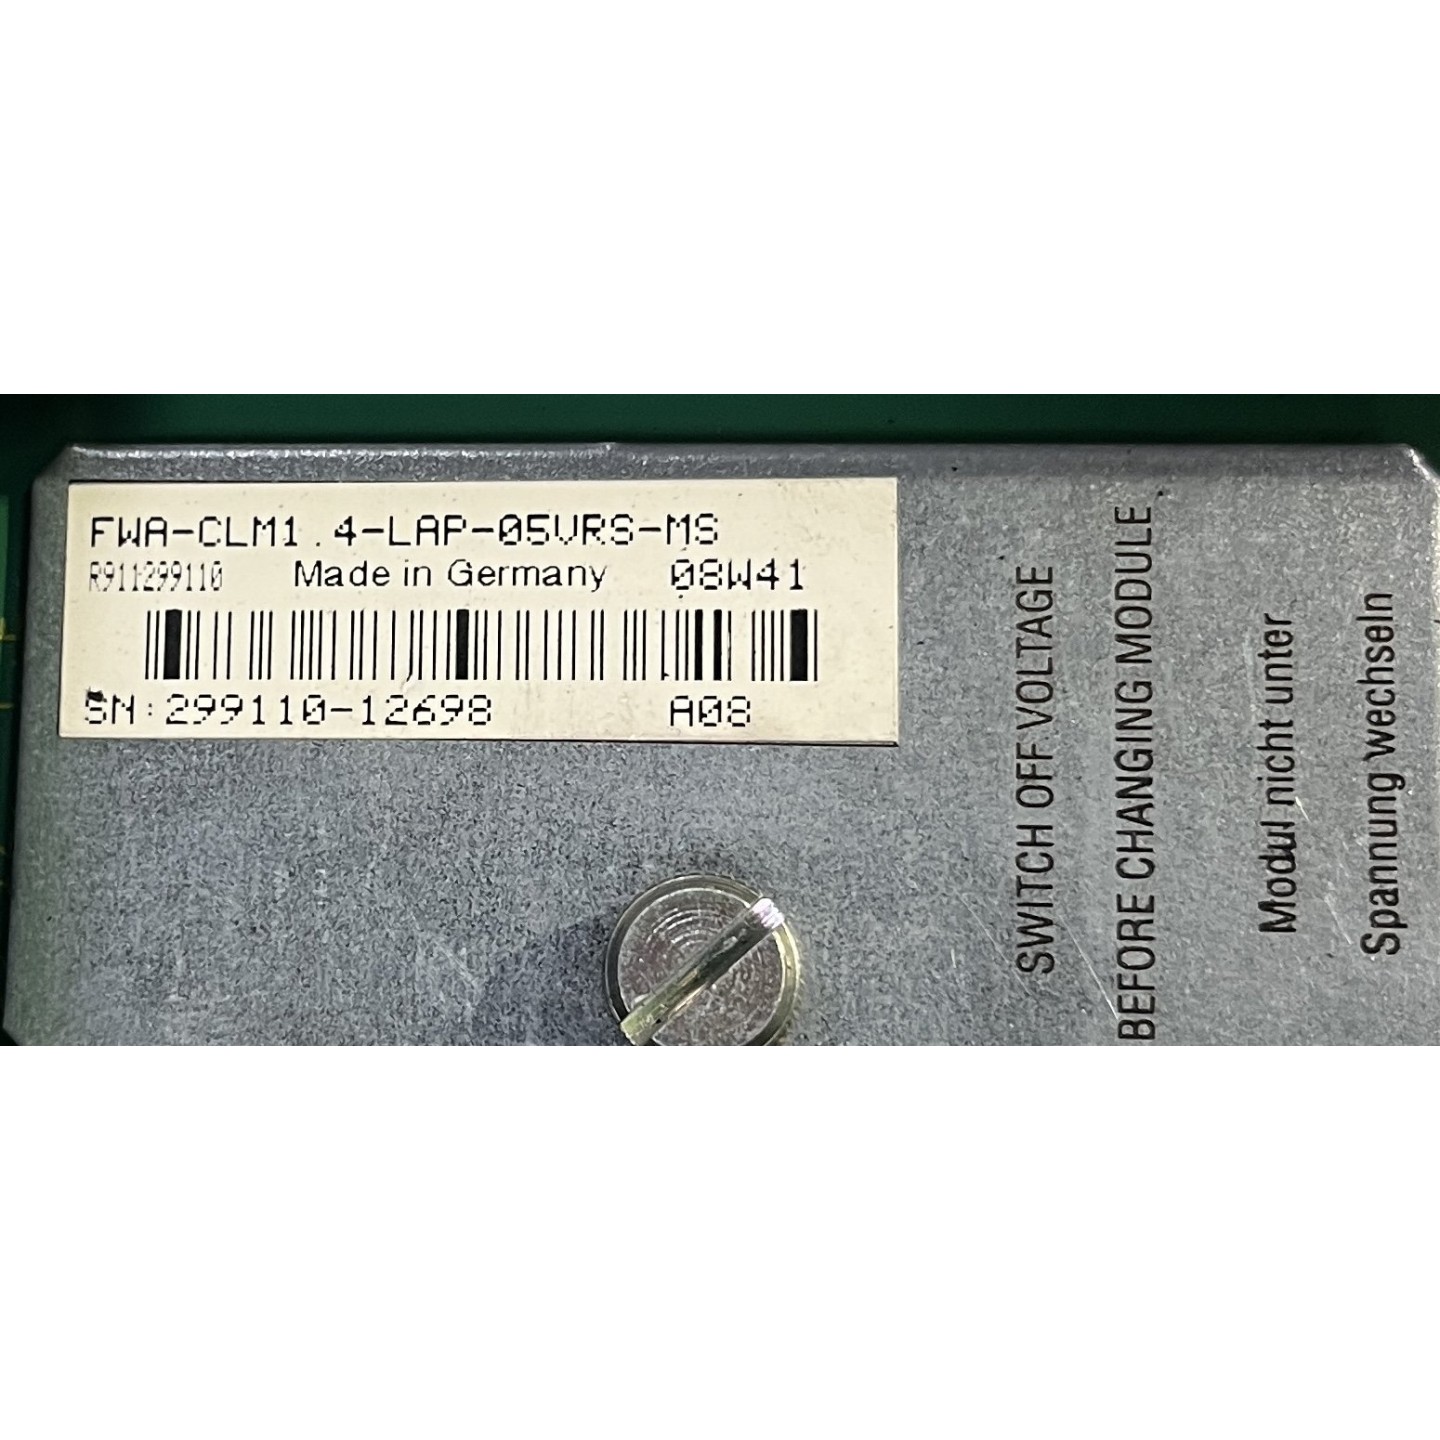 FWA-CLM1.4-LAP-05VRS-MS
R911299110 Made in Germany 08W41
SN:299110-12698 A08
SWITCH OFF VOLTAGE
BEFORE CHANGING MODULE
Modul nicht unter
Spannung wechseln